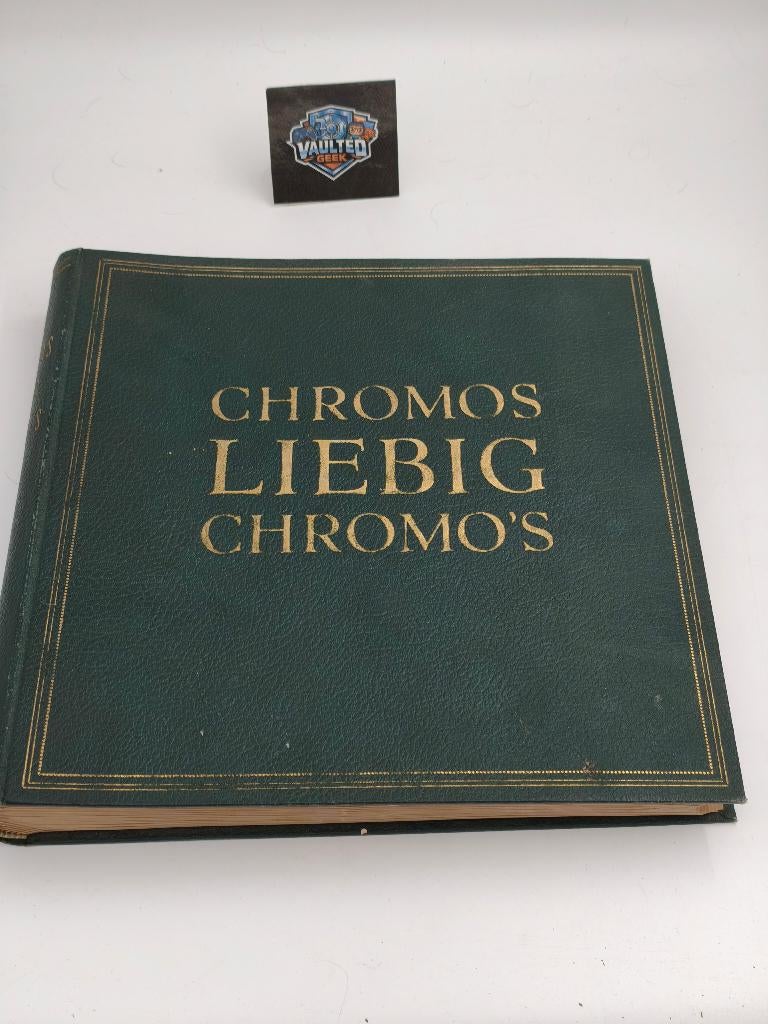 VAULTED
GEEK
CHROMOS
LIEBIG
CHROMO'S